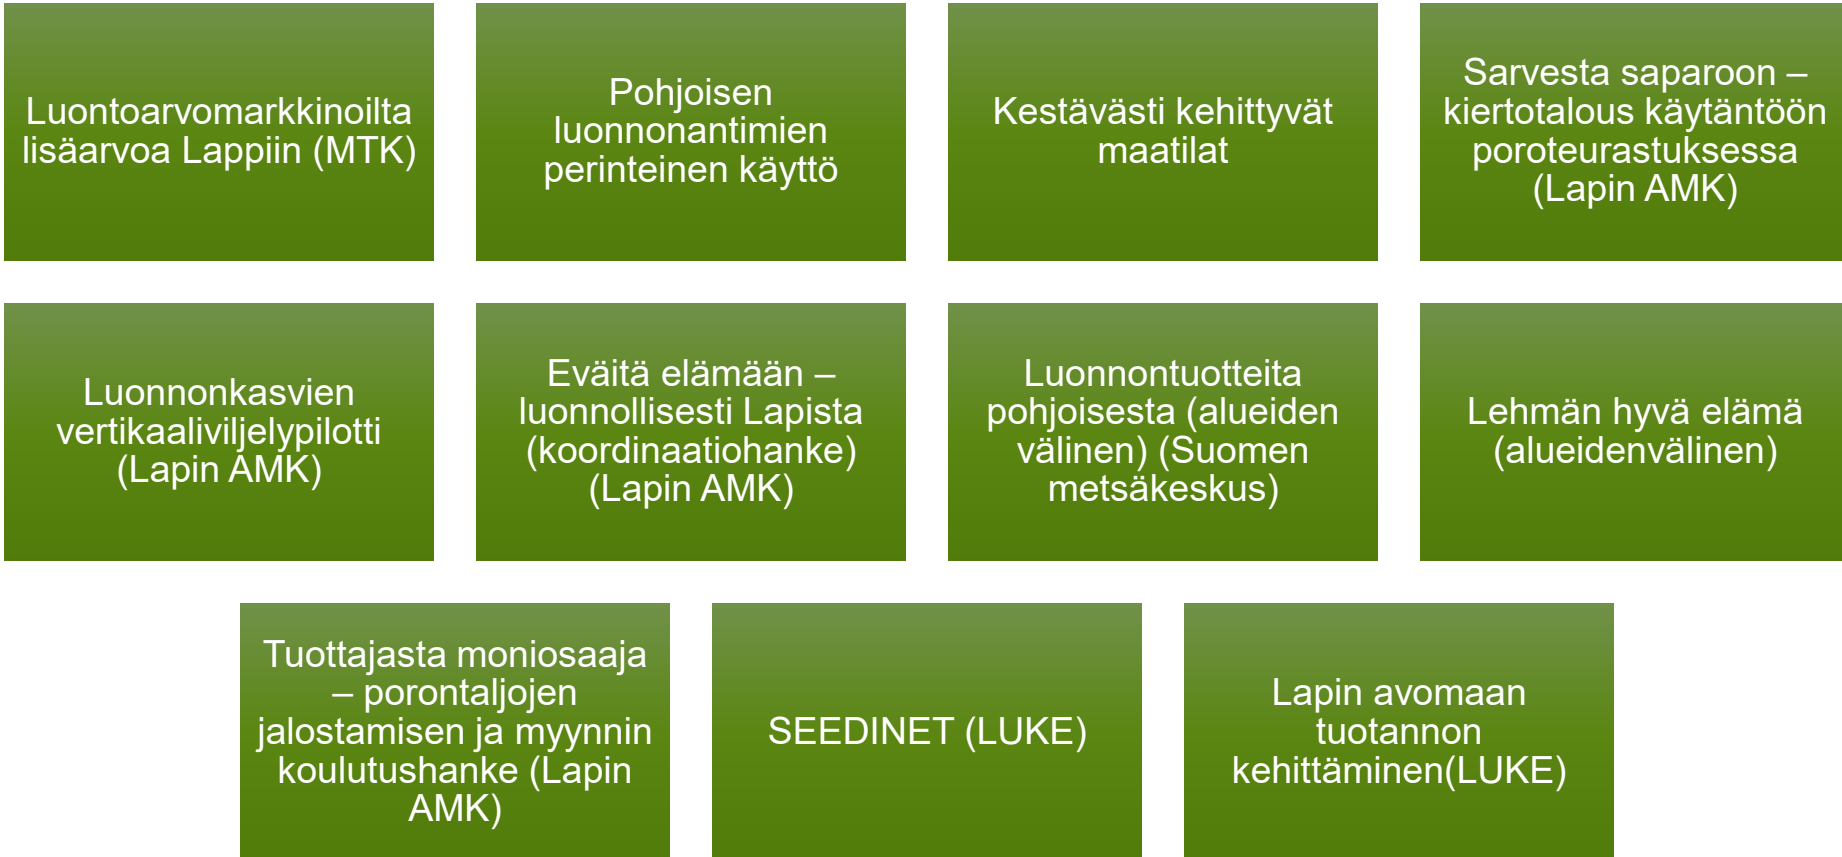 Luontoarvomarkkinoilta
lisäarvoa Lappiin (MTK)
Pohjoisen
luonnonantimien
perinteinen käyttö
Kestävästi kehittyvät
maatilat
Sarvesta saparoon –
kiertotalous käytäntöön
poroteurastuksessa
(Lapin AMK)
Luonnonkasvien
vertikaaliviljelypilotti
(Lapin AMK)
Eväitä elämään –
luonnollisesti Lapista
(koordinaatiohanke)
(Lapin AMK)
Luonnontuotteita
pohjoisesta (alueiden
välinen) (Suomen
metsäkeskus)
Lehmän hyvä elämä
(alueidenvälinen)
Tuottajasta moniosaaja
– porontaljojen
jalostamisen ja myynnin
koulutushanke (Lapin
AMK)
SEEDINET (LUKE)
Lapin avomaan
tuotannon
kehittäminen(LUKE)